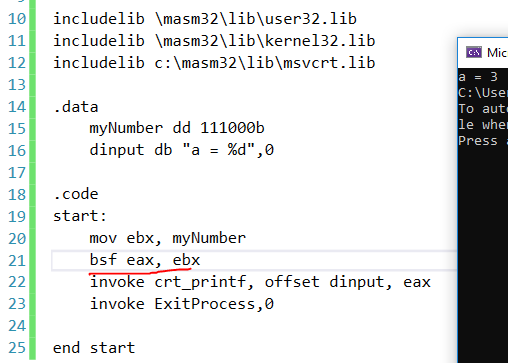 10 includelib \masm32\lib\user32.lib
11 includelib \masm32\lib\kernel32.lib
12 includelib c:\masm32\lib\msvcrt.lib
13
14 .data
15 myNumber dd 111000b
16 dinput db "a = %d",0
17
18 .code
19 start:
20 mov ebx, myNumber
21 bsf eax, ebx
22 invoke crt_printf, offset dinput, eax
23 invoke ExitProcess,0
24
25 end start
Mic
a = 3
C:\User
To auto
le when
Press a